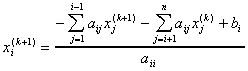 x_i^{(k+1)} = \frac{-\sum_{j=1}^{i-1} a_{ij} x_j^{(k+1)} - \sum_{j=i+1}^{n} a_{ij} x_j^{(k)} + b_i}{a_{ii}}